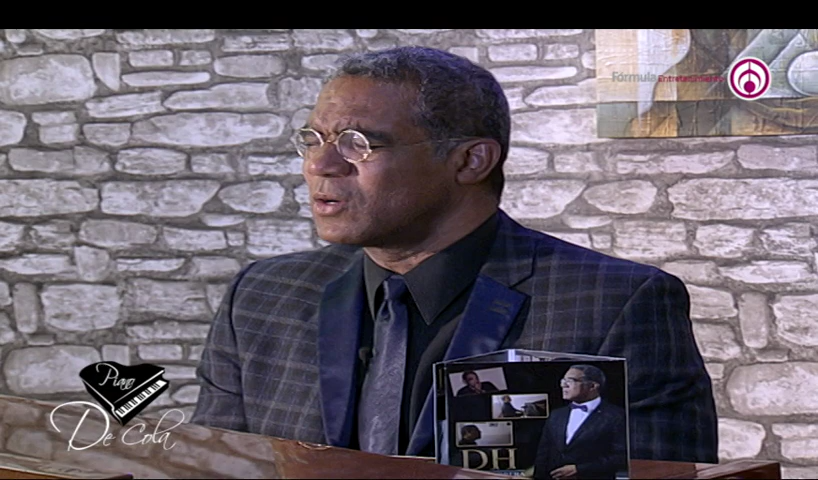 Fórmula Entretenimiento
Piano
De Cola
DH